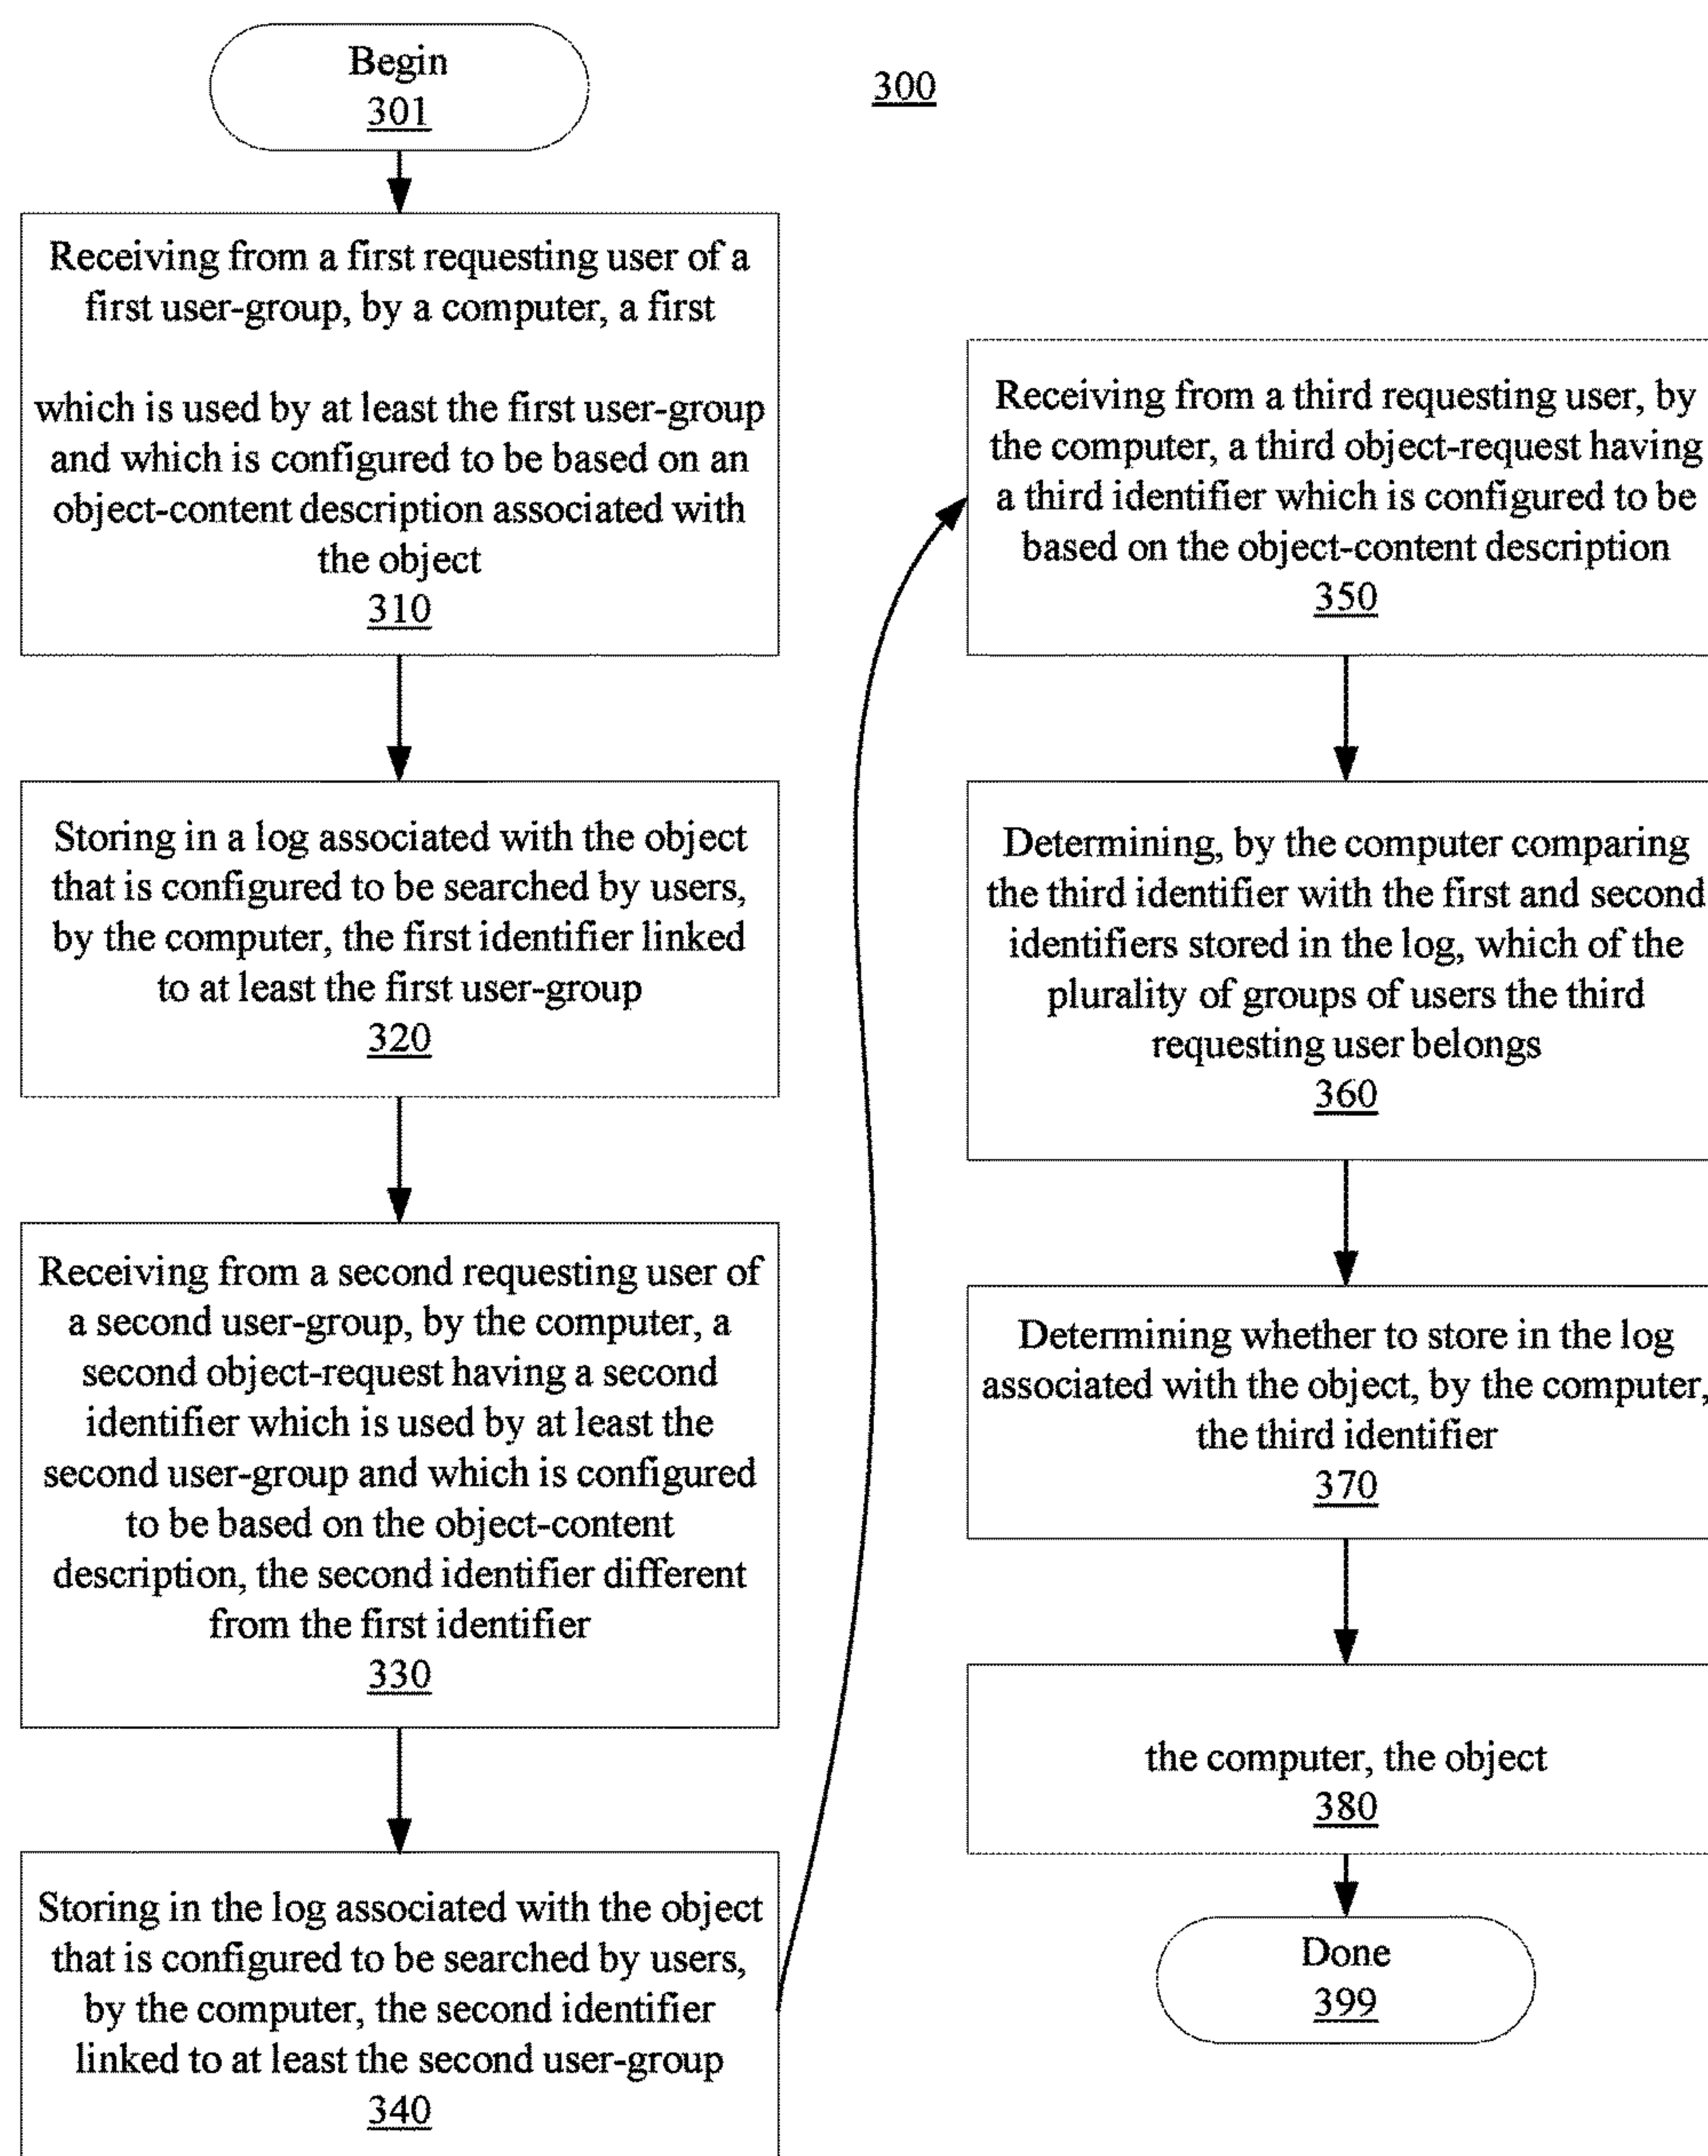 Begin
301
300
Receiving from a first requesting user of a
first user-group, by a computer, a first
which is used by at least the first user-group
and which is configured to be based on an
object-content description associated with
the object
310
Storing in a log associated with the object
that is configured to be searched by users,
by the computer, the first identifier linked
to at least the first user-group
320
Receiving from a second requesting user of
a second user-group, by the computer, a
second object-request having a second
identifier which is used by at least the
second user-group and which is configured
to be based on the object-content
description, the second identifier different
from the first identifier
330
Storing in the log associated with the object
that is configured to be searched by users,
by the computer, the second identifier
linked to at least the second user-group
340
Receiving from a third requesting user, by
the computer, a third object-request having
a third identifier which is configured to be
based on the object-content description
350
Determining, by the computer comparing
the third identifier with the first and second
identifiers stored in the log, which of the
plurality of groups of users the third
requesting user belongs
360
Determining whether to store in the log
associated with the object, by the computer,
the third identifier
370
the computer, the object
380
Done
399